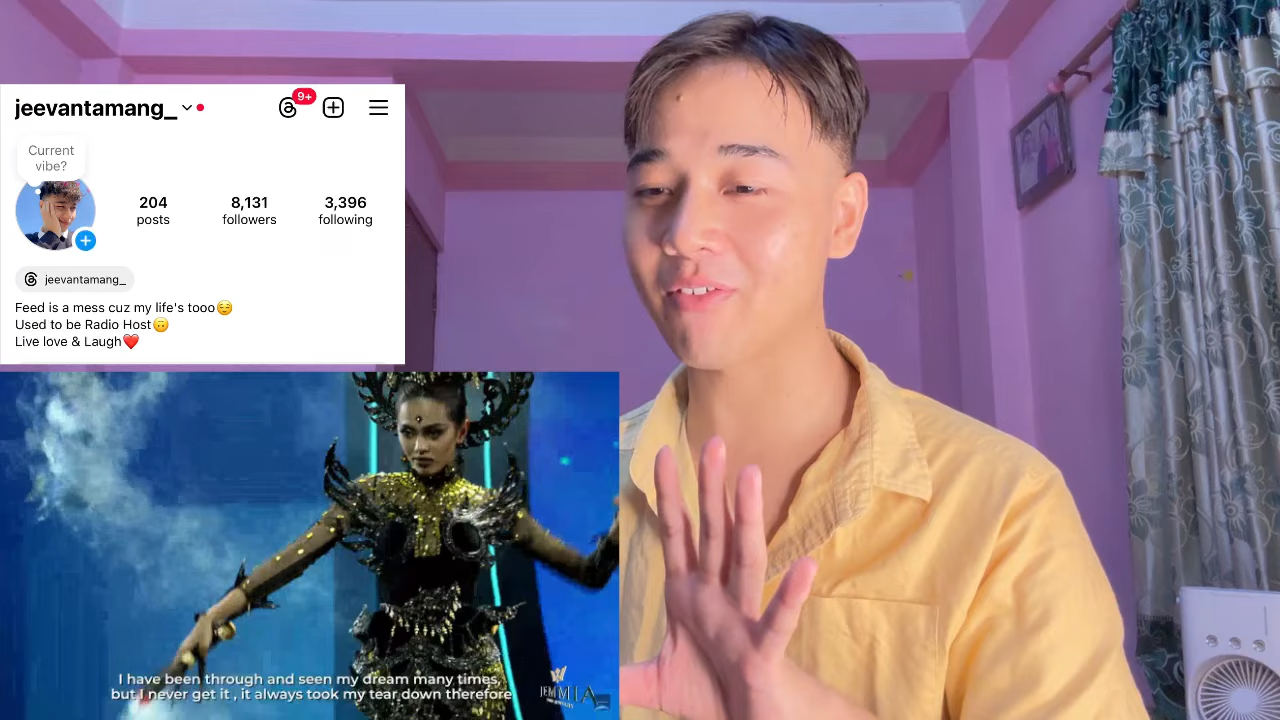 jeevantamang_
9+
Current
vibe?
204
posts
8,131
followers
3,396
following
jeevantamang_
Feed is a mess cuz my life's tooo😌
Used to be Radio Host🙃
Live love & Laugh❤️
I have been through and seen my dream many times,
but I never get it , it always took my tear down therefore
JEMMIA